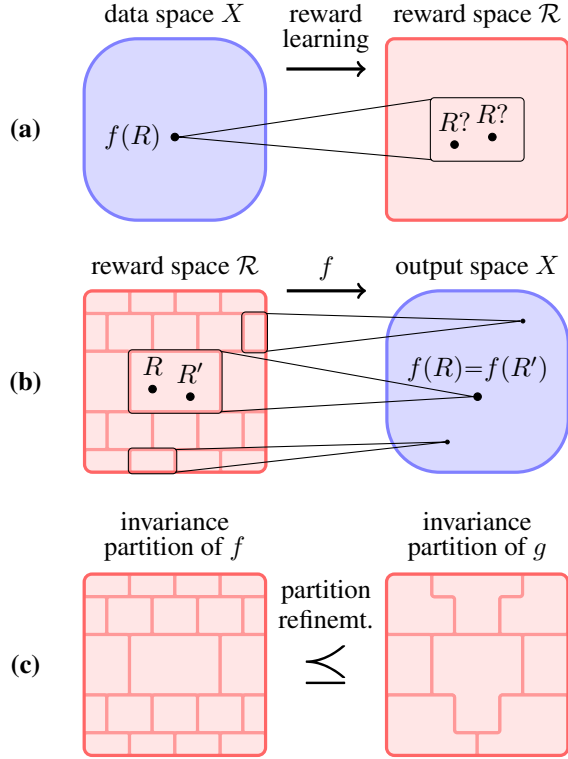 data space X
reward learning
reward space ℛ
(a)
f(R)
R? R?
reward space ℛ
f
output space X
(b)
R
R′
f(R)=f(R′)
invariance
partition of f
invariance
partition of g
partition
refinemt.
(c)
⪯